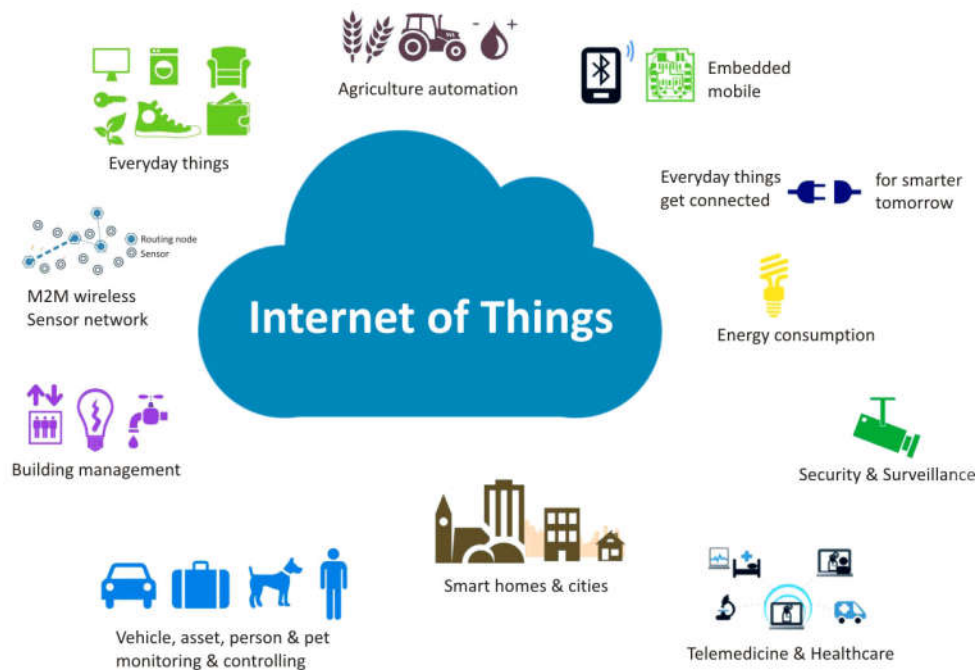 Agriculture automation
Embedded
mobile
Everyday things
Everyday things
get connected
for smarter
tomorrow
Routing node
Sensor
M2M wireless
Sensor network
Internet of Things
Energy consumption
Building management
Security & Surveillance
Smart homes & cities
Vehicle, asset, person & pet
monitoring & controlling
Telemedicine & Healthcare